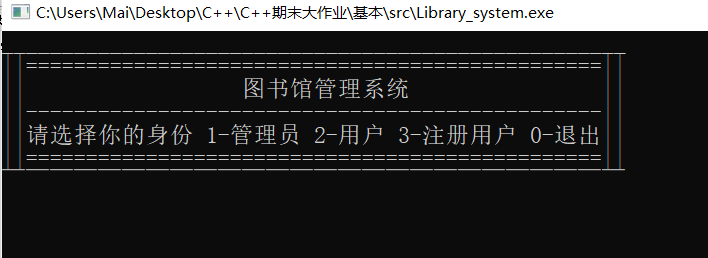 C:\Users\Mai\Desktop\C++\C++期末大作业\基本\src\Library_system.exe
图书馆管理系统
请选择你的身份 1-管理员 2-用户 3-注册用户 0-退出